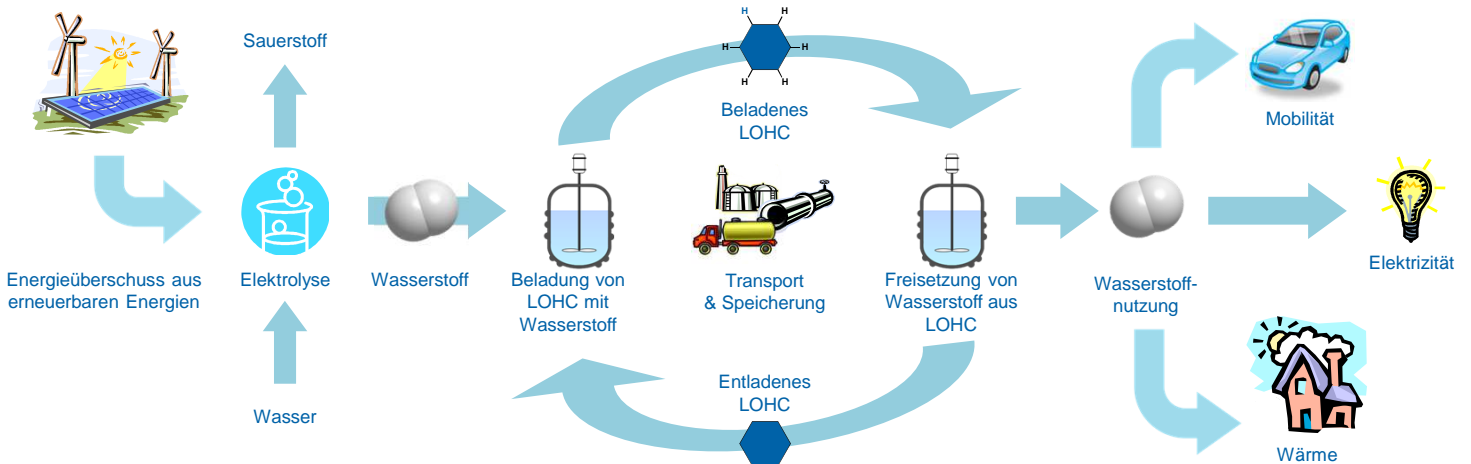 Sauerstoff
Energieüberschuss aus
erneuerbaren Energien
Elektrolyse
Wasser
Wasserstoff
Beladung von
LOHC mit
Wasserstoff
H
H
H
H
H
H
Beladenes
LOHC
Transport
& Speicherung
Entladenes
LOHC
Freisetzung von
Wasserstoff aus
LOHC
Wasserstoff-
nutzung
Mobilität
Elektrizität
Wärme